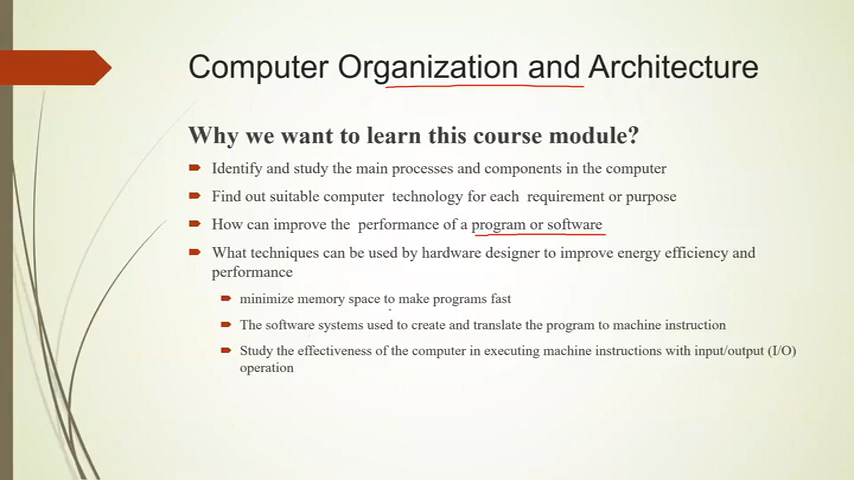 Computer Organization and Architecture
Why we want to learn this course module?
Identify and study the main processes and components in the computer
Find out suitable computer technology for each requirement or purpose
How can improve the performance of a program or software
What techniques can be used by hardware designer to improve energy efficiency and
performance
minimize memory space to make programs fast
The software systems used to create and translate the program to machine instruction
Study the effectiveness of the computer in executing machine instructions with input/output (I/O)
operation